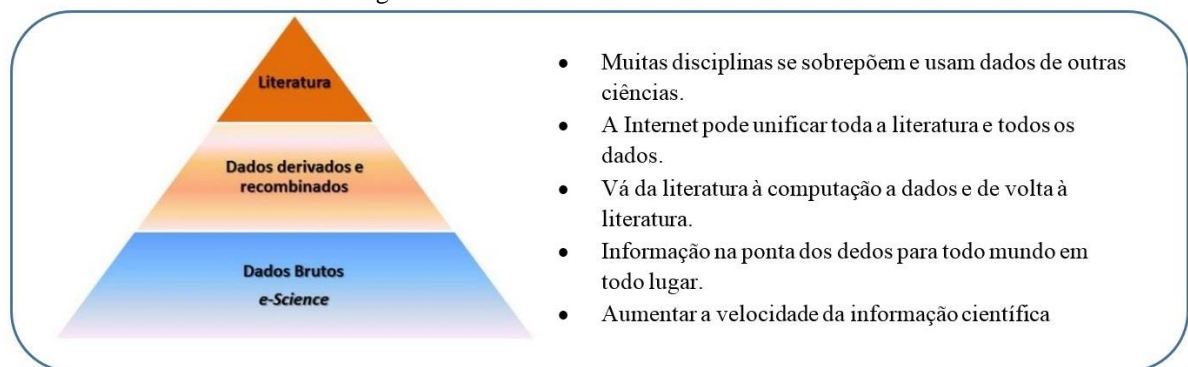 Literatura
Dados derivados e
recombinados
Dados Brutos
e-Science
• Muitas disciplinas se sobrepõem e usam dados de outras
ciências.
• A Internet pode unificar toda a literatura e todos os
dados.
• Vá da literatura à computação a dados e de volta à
literatura.
• Informação na ponta dos dedos para todo mundo em
todo lugar.
• Aumentar a velocidade da informação científica